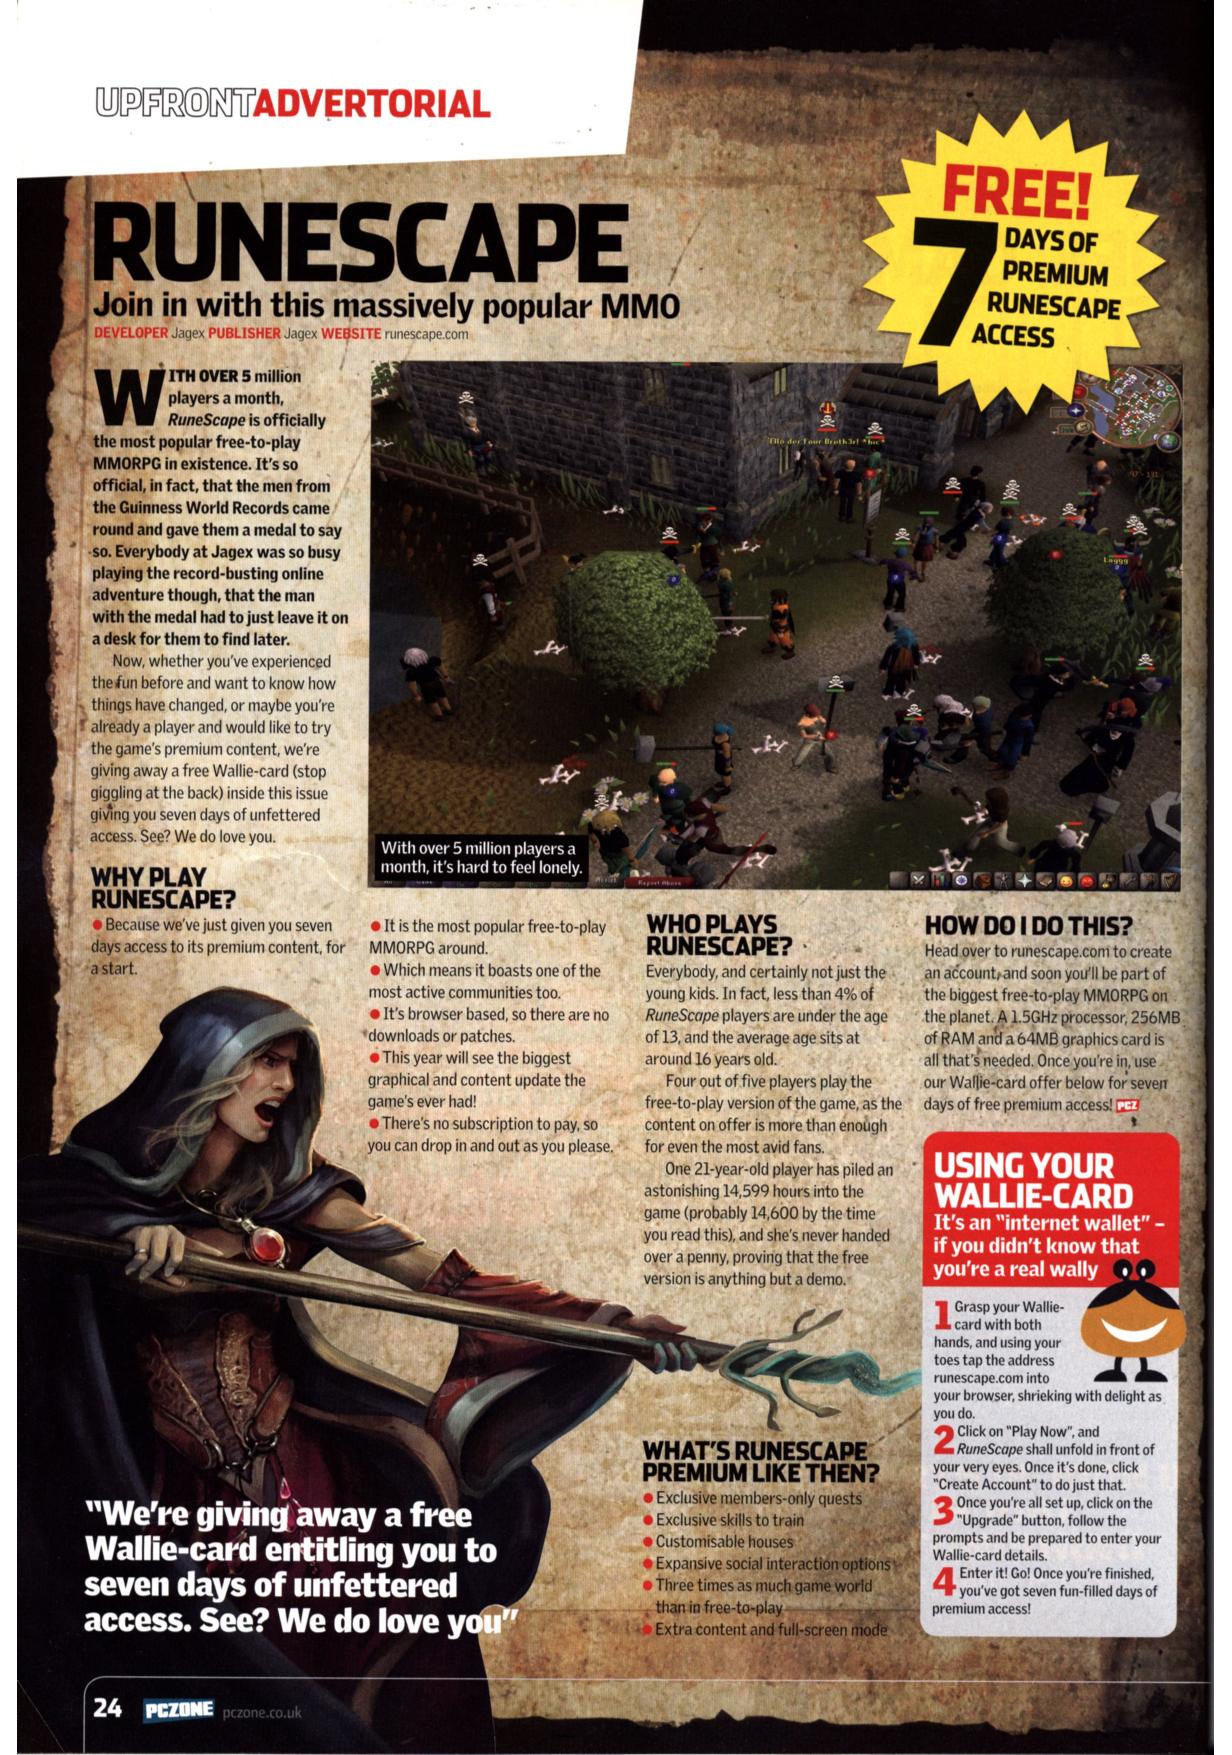 UPFRONTADVERTORIAL
FREE!
7
DAYS OF
PREMIUM
RUNESCAPE
ACCESS
RUNESCAPE
Join in with this massively popular MMO
DEVELOPER Jagex PUBLISHER Jagex WEBSITE runescape.com
WITH OVER 5 million
players a month,
RuneScape is officially
the most popular free-to-play
MMORPG in existence. It's so
official, in fact, that the men from
the Guinness World Records came
round and gave them a medal to say
so. Everybody at Jagex was so busy
playing the record-busting online
adventure though, that the man
with the medal had to just leave it on
a desk for them to find later.
Now, whether you've experienced
the fun before and want to know how
things have changed, or maybe you're
already a player and would like to try
the game's premium content, we're
giving away a free Wallie-card (stop
giggling at the back) inside this issue
giving you seven days of unfettered
access. See? We do love you.
Laggg
Report Abuse
With over 5 million players a
month, it's hard to feel lonely.
WHY PLAY
RUNESCAPE?
● Because we've just given you seven
days access to its premium content, for
a start.
● It is the most popular free-to-play
MMORPG around.
● Which means it boasts one of the
most active communities too.
● It's browser based, so there are no
downloads or patches.
● This year will see the biggest
graphical and content update the
game's ever had!
● There's no subscription to pay, so
you can drop in and out as you please.
WHO PLAYS
RUNESCAPE?
Everybody, and certainly not just the
young kids. In fact, less than 4% of
RuneScape players are under the age
of 13, and the average age sits at
around 16 years old.
Four out of five players play the
free-to-play version of the game, as the
content on offer is more than enough
for even the most avid fans.
One 21-year-old player has piled an
astonishing 14,599 hours into the
game (probably 14,600 by the time
you read this), and she's never handed
over a penny, proving that the free
version is anything but a demo.
WHAT'S RUNESCAPE
PREMIUM LIKE THEN?
● Exclusive members-only quests
● Exclusive skills to train
● Customisable houses
● Expansive social interaction options
● Three times as much game world
than in free-to-play
● Extra content and full-screen mode
HOW DO I DO THIS?
Head over to runescape.com to create
an account, and soon you'll be part of
the biggest free-to-play MMORPG on
the planet. A 1.5GHz processor, 256MB
of RAM and a 64MB graphics card is
all that's needed. Once you're in, use
our Wallie-card offer below for seven
days of free premium access! PCZ
USING YOUR
WALLIE-CARD
It's an "internet wallet" –
if you didn't know that
you're a real wally
1 Grasp your Wallie-
card with both
hands, and using your
toes tap the address
runescape.com into
your browser, shrieking with delight as
you do.
2 Click on "Play Now", and
RuneScape shall unfold in front of
your very eyes. Once it's done, click
"Create Account" to do just that.
3 Once you're all set up, click on the
"Upgrade" button, follow the
prompts and be prepared to enter your
Wallie-card details.
4 Enter it! Go! Once you're finished,
you've got seven fun-filled days of
premium access!
"We're giving away a free
Wallie-card entitling you to
seven days of unfettered
access. See? We do love you"
24 PCZONE pczone.co.uk